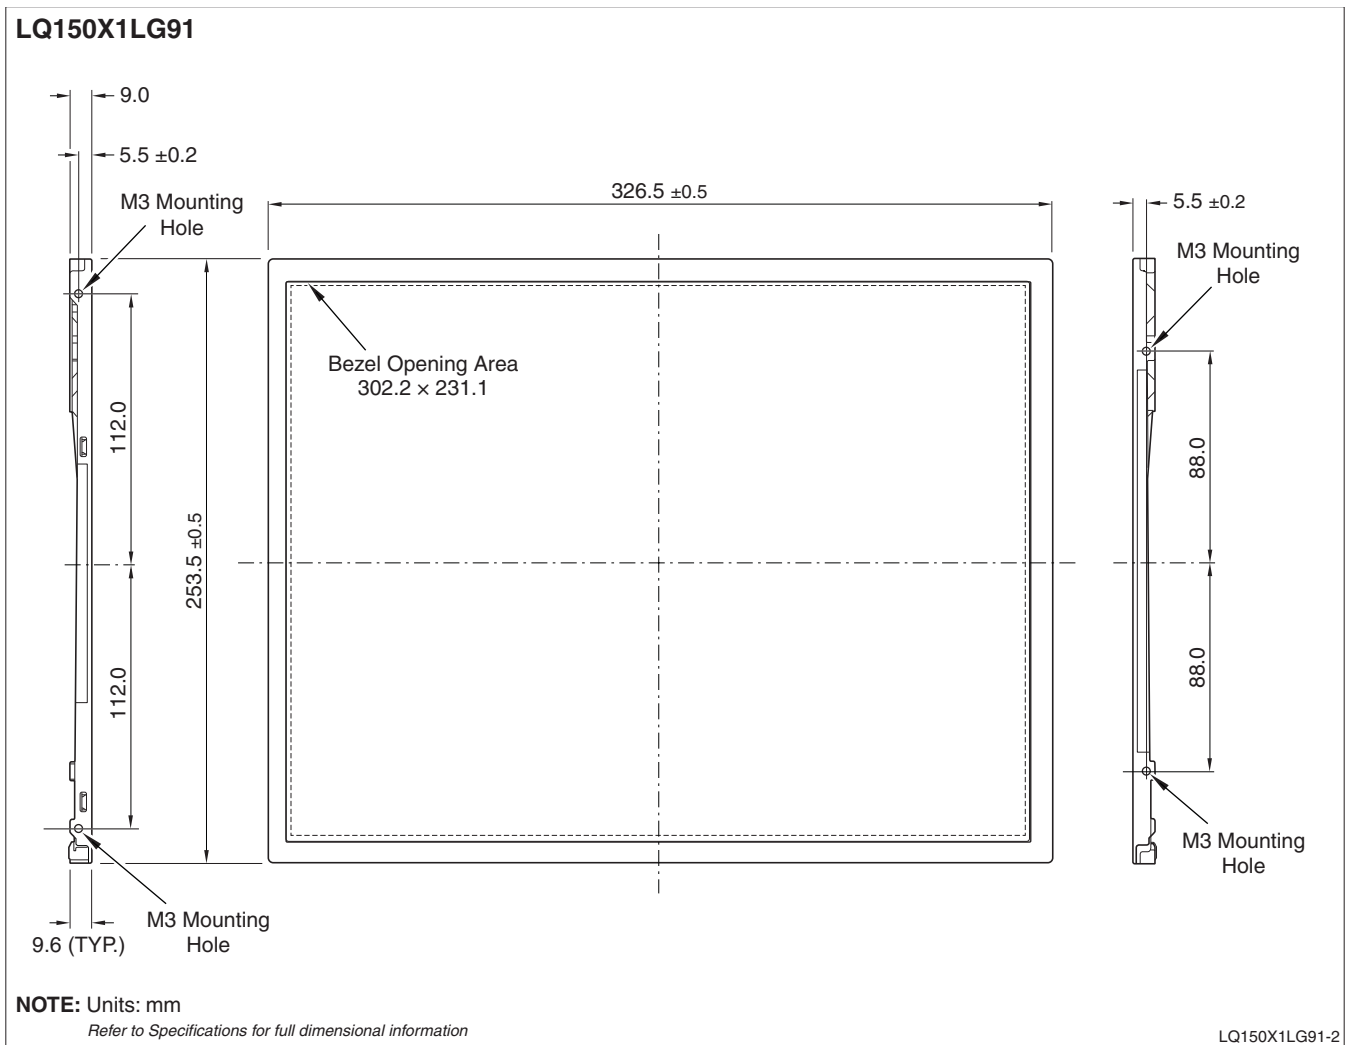 LQ150X1LG91
9.0
5.5 ±0.2
M3 Mounting
Hole
326.5 ±0.5
5.5 ±0.2
M3 Mounting
Hole
Bezel Opening Area
302.2 × 231.1
112.0
88.0
253.5 ±0.5
112.0
88.0
M3 Mounting
Hole
M3 Mounting
Hole
9.6 (TYP.)
NOTE: Units: mm
Refer to Specifications for full dimensional information
LQ150X1LG91-2